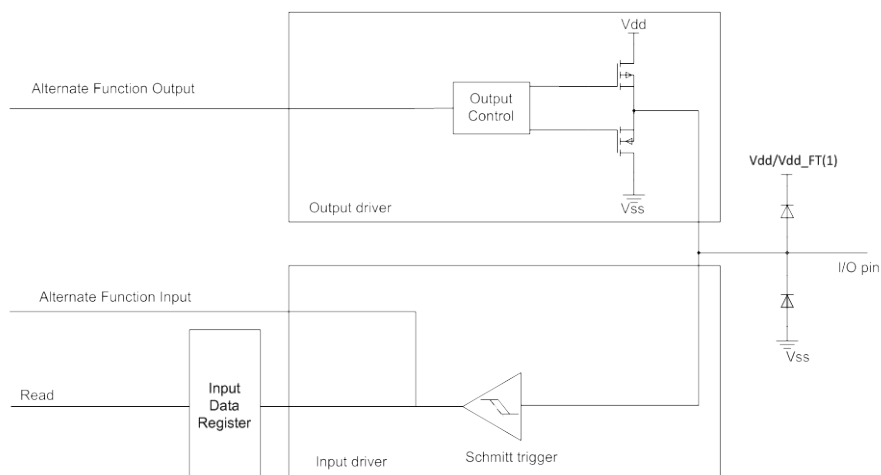 Vdd
Alternate Function Output
Output
Control
Vdd/Vdd_FT(1)
Output driver
Vss
I/O pin
Alternate Function Input
Vss
Input
Data
Register
Read
Input driver
Schmitt trigger